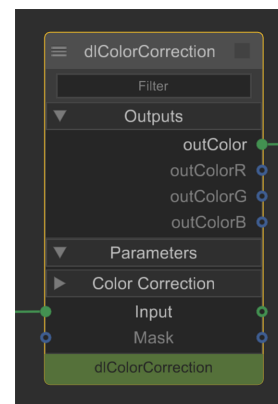 dlColorCorrection
Filter
Outputs
outColor
outColorR
outColorG
outColorB
Parameters
Color Correction
Input
Mask
dlColorCorrection